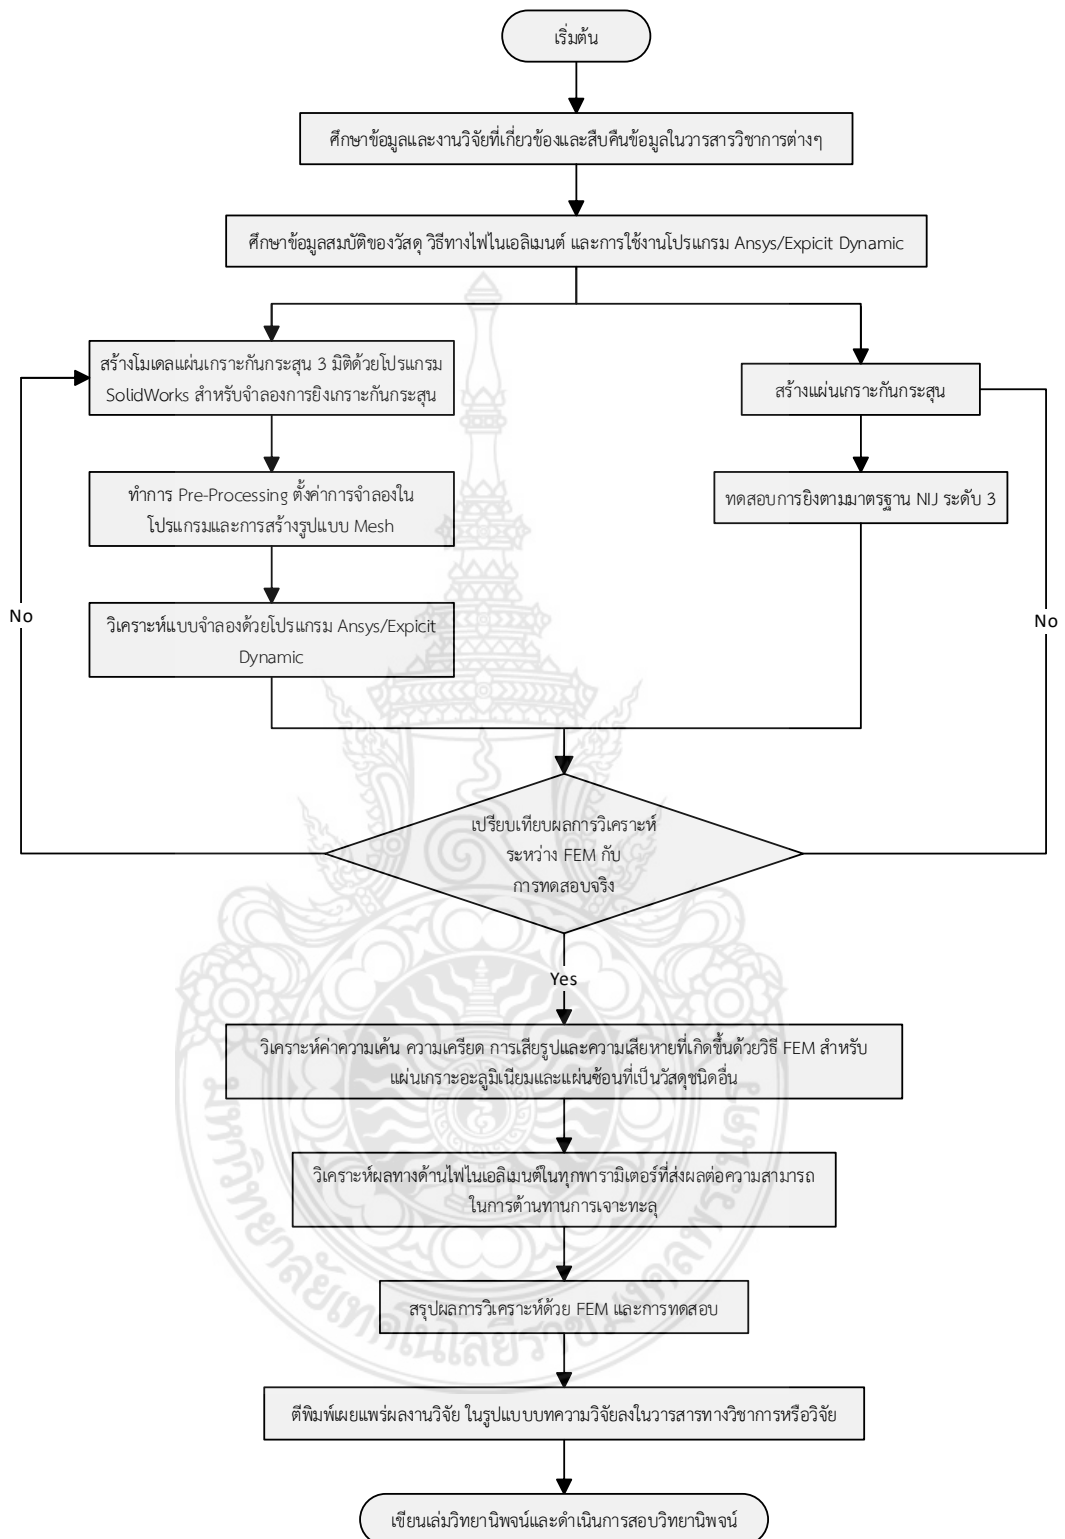 เริ่มต้น
ศึกษาข้อมูลและงานวิจัยที่เกี่ยวข้องและสืบคืนข้อมูลในวารสารวิชาการต่างๆ
ศึกษาข้อมูลสมบัติของวัสดุ วิธีทางไฟไนเอลิเมนต์ และการใช้งานโปรแกรม Ansys/Expicit Dynamic
สร้างโมเดลแผ่นเกราะกันกระสุน 3 มิติด้วยโปรแกรม
SolidWorks สำหรับจำลองการยิงเกราะกันกระสุน
สร้างแผ่นเกราะกันกระสุน
ทำการ Pre-Processing ตั้งค่าการจำลองใน
โปรแกรมและการสร้างรูปแบบ Mesh
ทดสอบการยิงตามมาตรฐาน NIJ ระดับ 3
No
No
วิเคราะห์แบบจำลองด้วยโปรแกรม Ansys/Expicit
Dynamic
เปรียบเทียบผลการวิเคราะห์
ระหว่าง FEM กับ
การทดสอบจริง
Yes
วิเคราะห์ค่าความเค้น ความเครียด การเสียรูปและความเสียหายที่เกิดขึ้นด้วยวิธี FEM สำหรับ
แผ่นเกราะอะลูมิเนียมและแผ่นซ้อนที่เป็นวัสดุชนิดอื่น
วิเคราะห์ผลทางด้านไฟไนเอลิเมนต์ในทุกพารามิเตอร์ที่ส่งผลต่อความสามารถ
ในการต้านทานการเจาะทะลุ
สรุปผลการวิเคราะห์ด้วย FEM และการทดสอบ
ตีพิมพ์เผยแพร่ผลงานวิจัย ในรูปแบบบทความวิจัยลงในวารสารทางวิชาการหรือวิจัย
เขียนเล่มวิทยานิพจน์และดำเนินการสอบวิทยานิพจน์
มหาวิทยาลัยเทคโนโลยีราชมงคลพระนคร